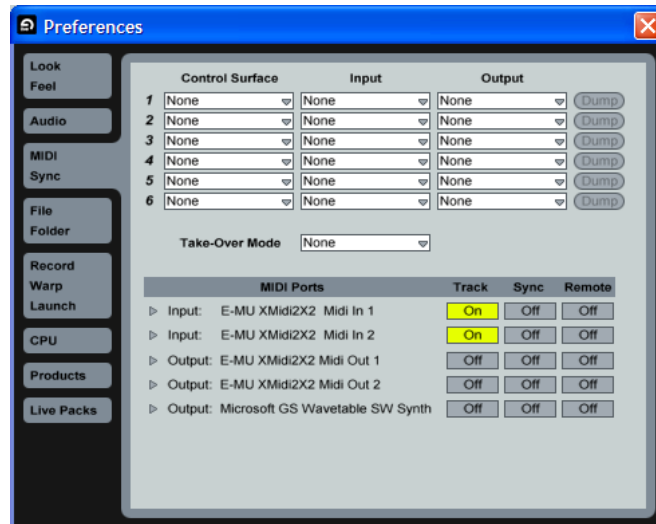 Preferences
Look
Feel
Audio
MIDI
Sync
File
Folder
Record
Warp
Launch
CPU
Products
Live Packs
Control Surface Input Output
1 None None None Dump
2 None None None Dump
3 None None None Dump
4 None None None Dump
5 None None None Dump
6 None None None Dump
Take-Over Mode None
MIDI Ports Track Sync Remote
Input: E-MU XMidi2X2 Midi In 1 On Off Off
Input: E-MU XMidi2X2 Midi In 2 On Off Off
Output: E-MU XMidi2X2 Midi Out 1 Off Off Off
Output: E-MU XMidi2X2 Midi Out 2 Off Off Off
Output: Microsoft GS Wavetable SW Synth Off Off Off